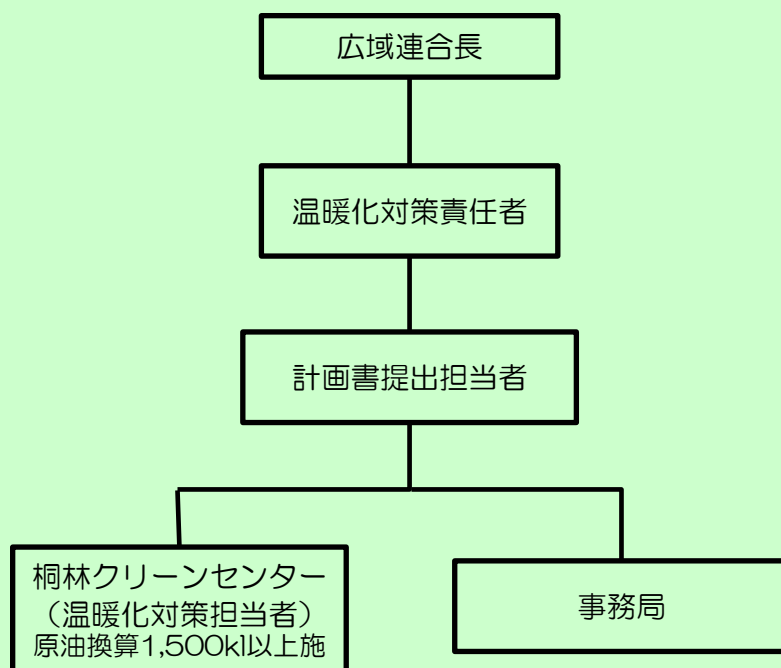 広域連合長
温暖化対策責任者
計画書提出担当者
桐林クリーンセンター
（温暖化対策担当者）
原油換算1,500kl以上施
事務局